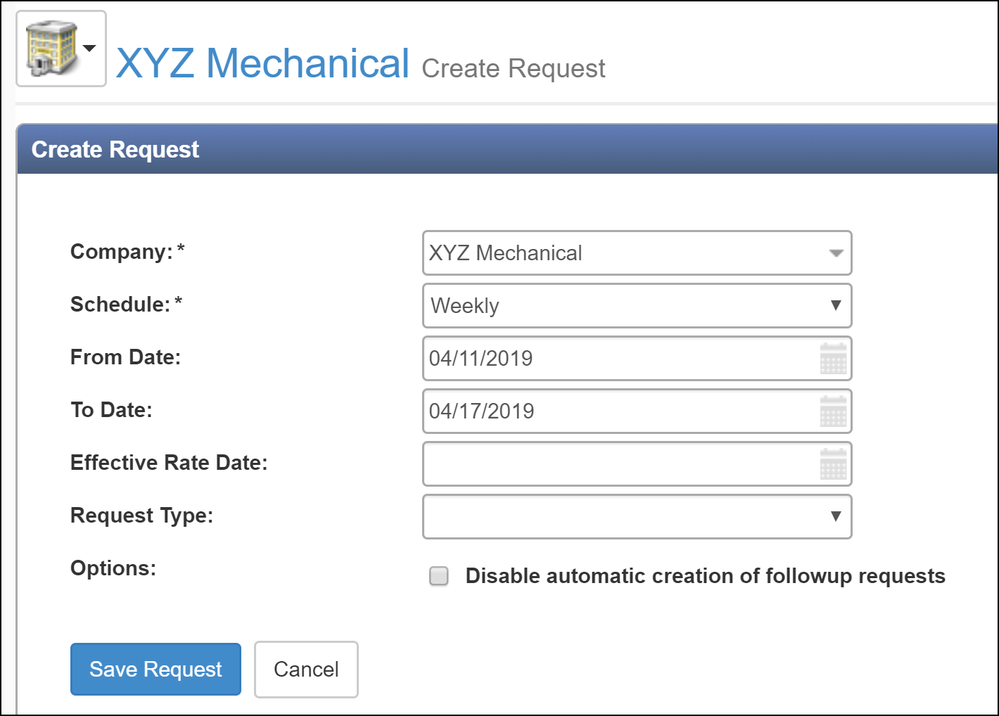 XYZ Mechanical Create Request
Create Request
Company: * XYZ Mechanical
Schedule: * Weekly
From Date: 04/11/2019
To Date: 04/17/2019
Effective Rate Date:
Request Type:
Options: Disable automatic creation of followup requests
Save Request Cancel